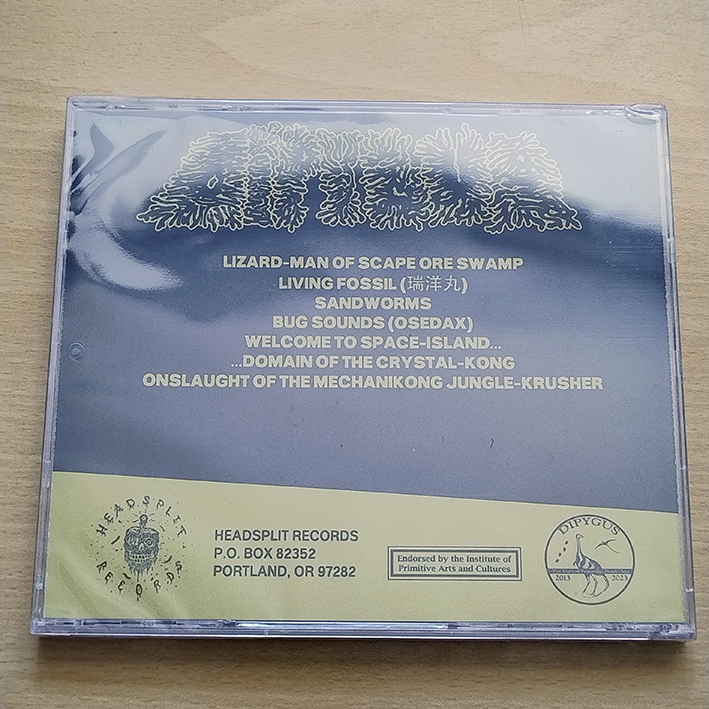 LIZARD-MAN OF SCAPE ORE SWAMP
LIVING FOSSIL (瑞洋丸)
SANDWORMS
BUG SOUNDS (OSEDAX)
WELCOME TO SPACE-ISLAND...
...DOMAIN OF THE CRYSTAL-KONG
ONSLAUGHT OF THE MECHANIKONG JUNGLE-KRUSHER
HEADSPLIT
RECORDS
HEADSPLIT RECORDS
P.O. BOX 82352
PORTLAND, OR 97282
Endorsed by the Institute of
Primitive Arts and Cultures
DIPYGUS
2013 2023